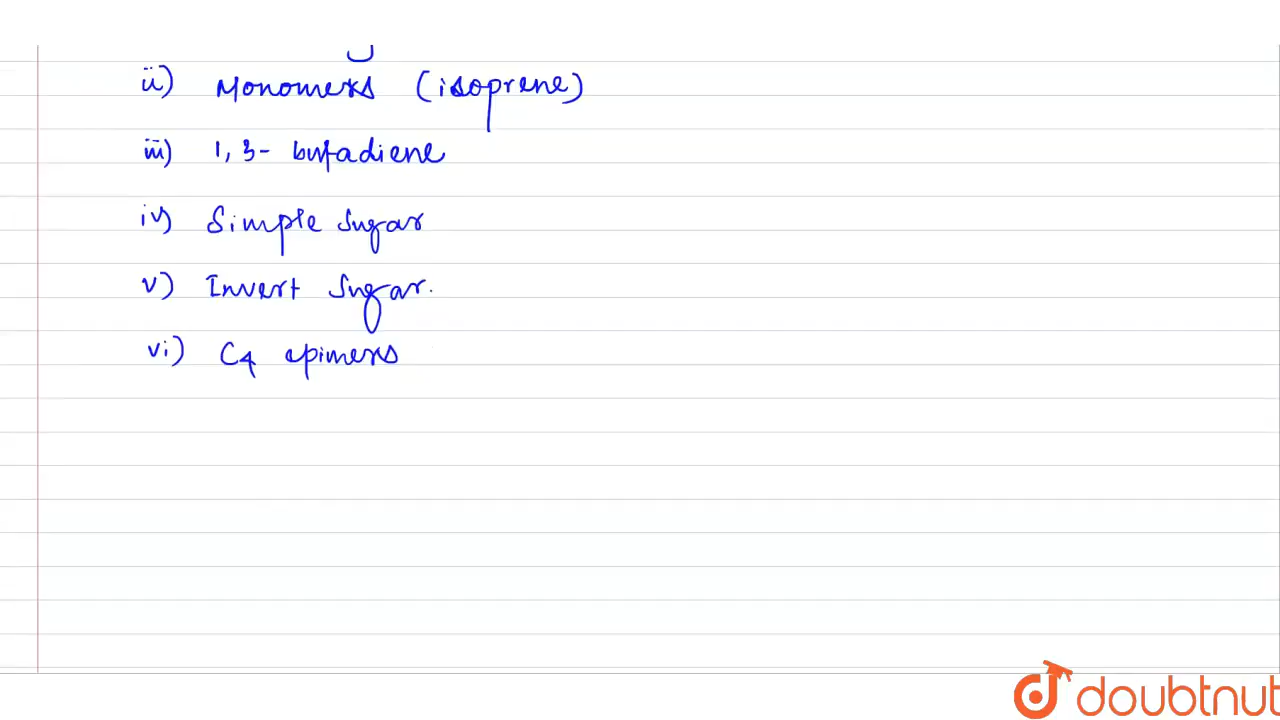 ii) Monomers (isoprene)
iii) 1,3- butadiene
iv) Simple Sugar
v) Invert Sugar.
vi) C4 epimers
doubtnut